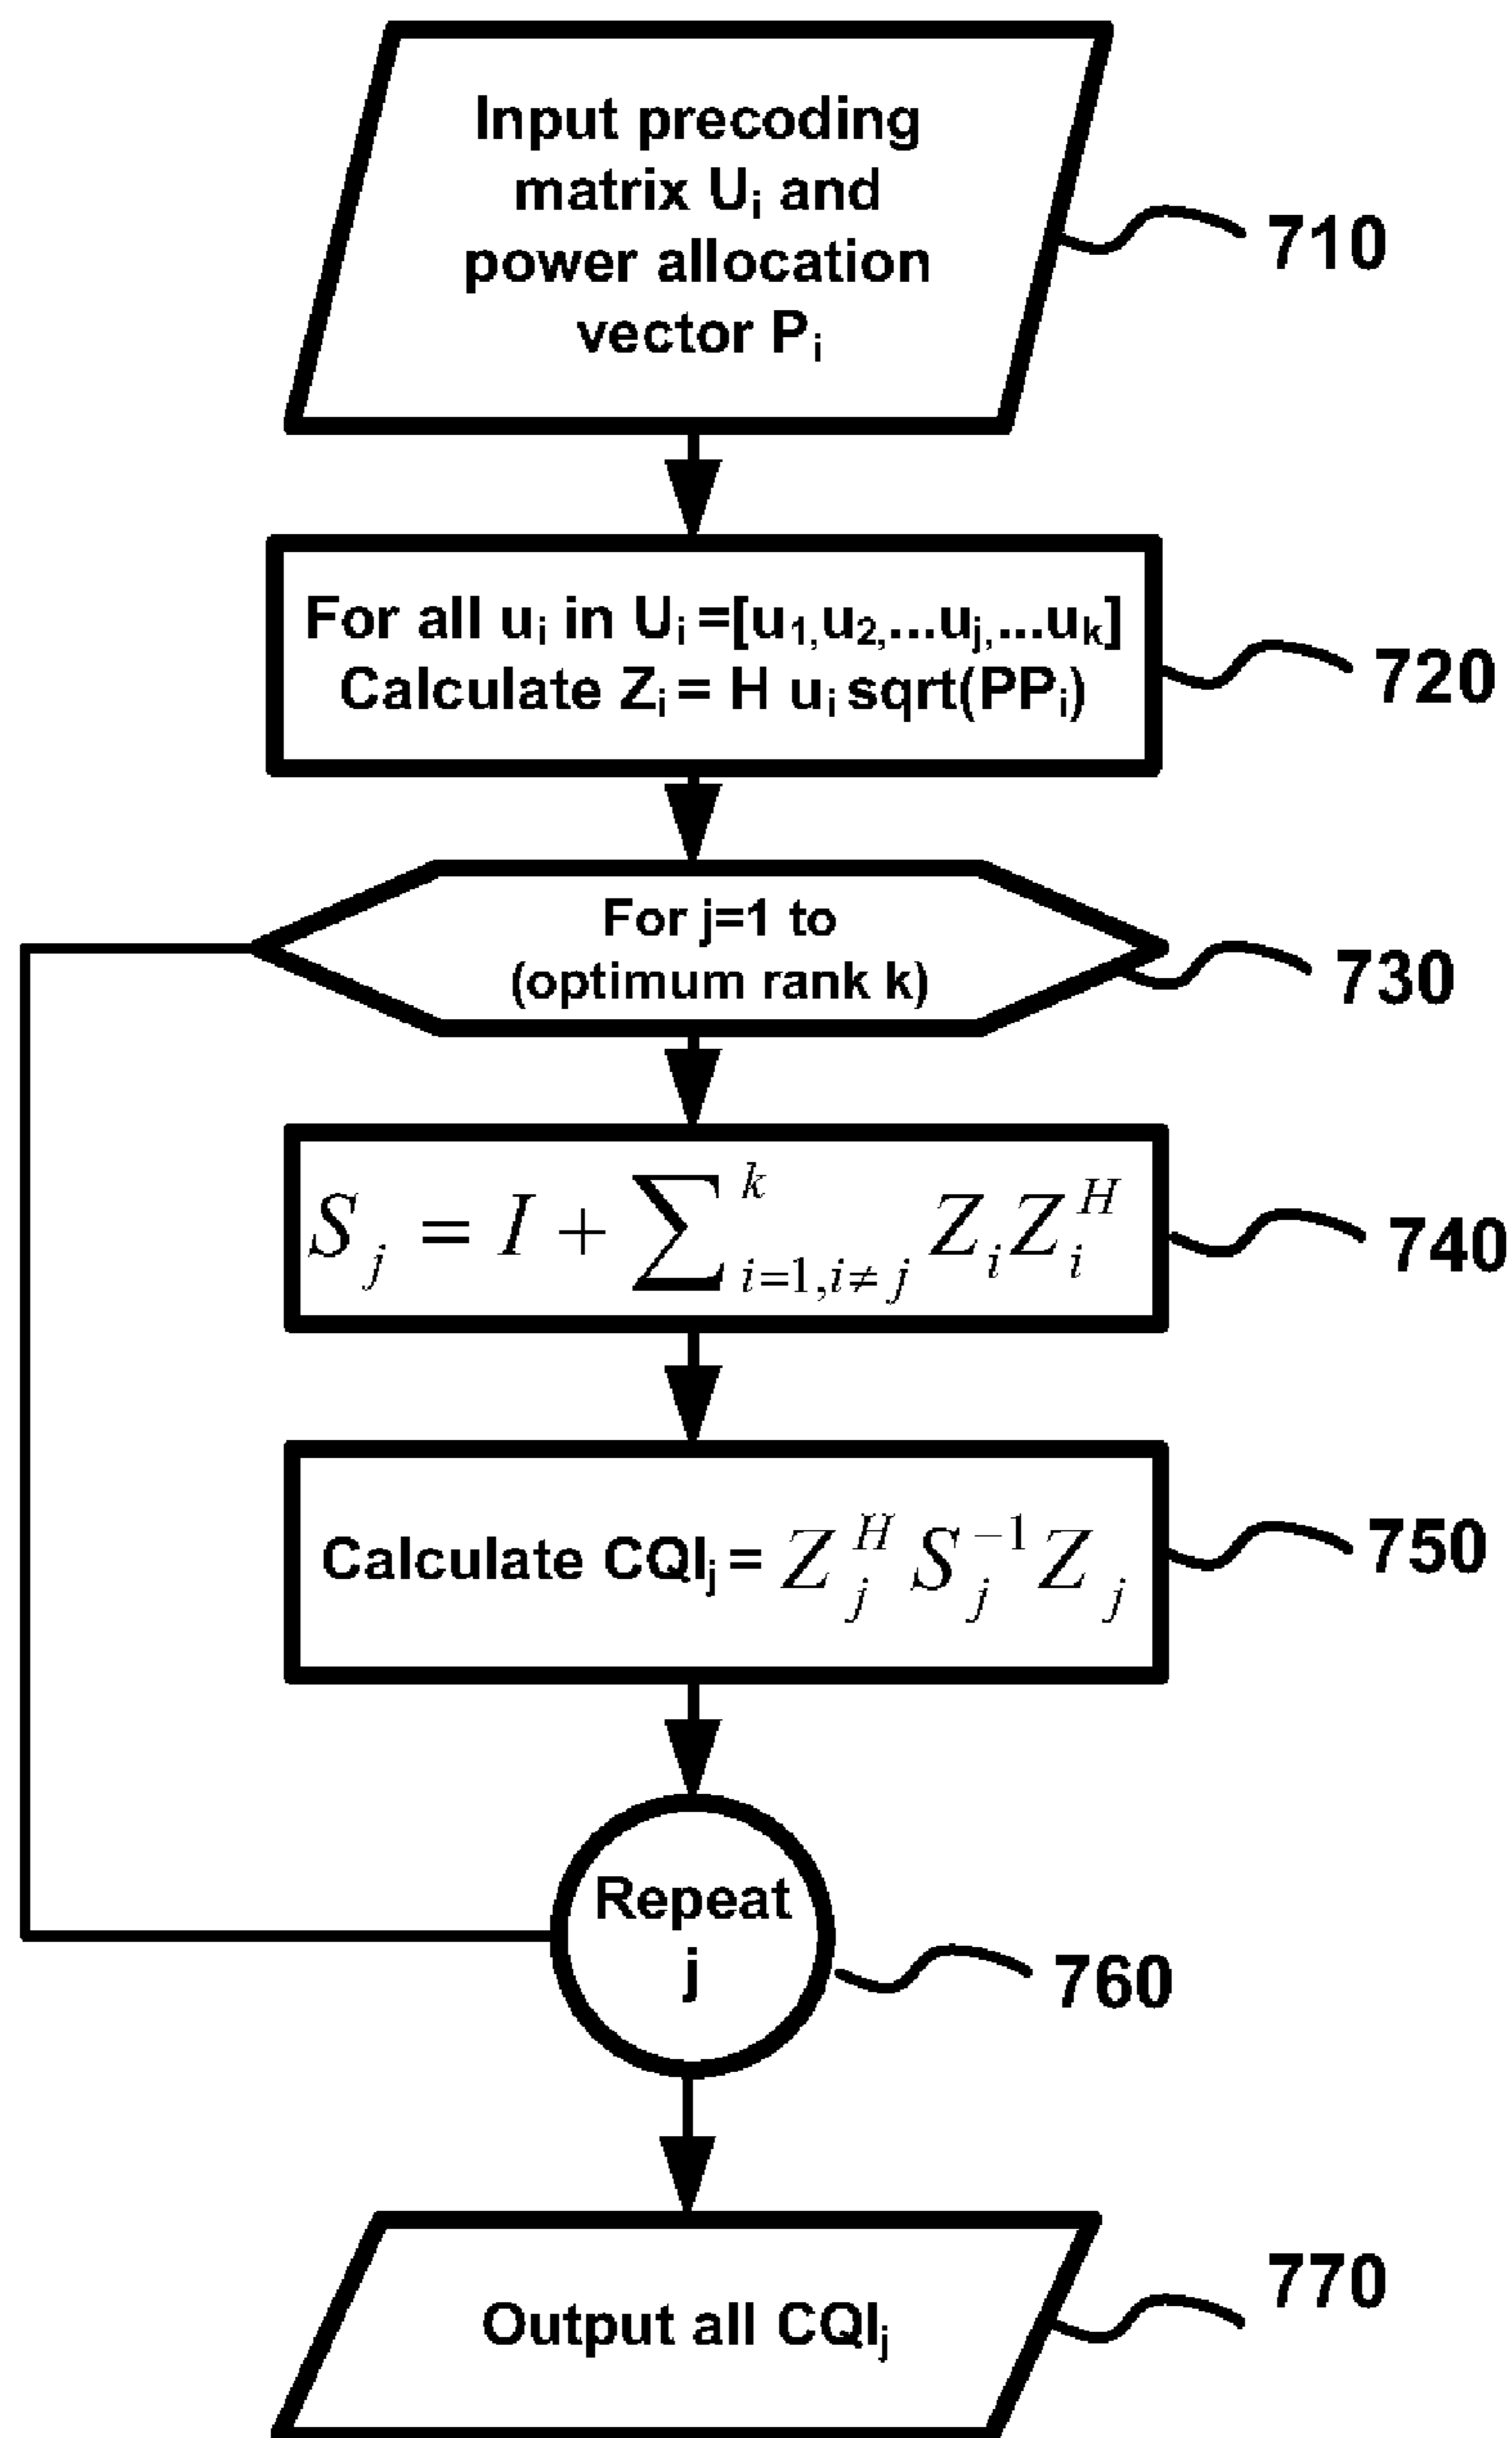 Input precoding
matrix Uᵢ and
power allocation
vector Pᵢ
710
For all uᵢ in Uᵢ =[u₁,u₂,...uⱼ,...uₖ]
Calculate Zᵢ = H uᵢ sqrt(PPᵢ)
720
For j=1 to
(optimum rank k)
730
S_j = I + ∑_{i=1,i≠j}^k Z_i Z_i^H
740
Calculate CQIⱼ = Z_j^H S_j^{-1} Z_j
750
Repeat
j
760
Output all CQIⱼ
770